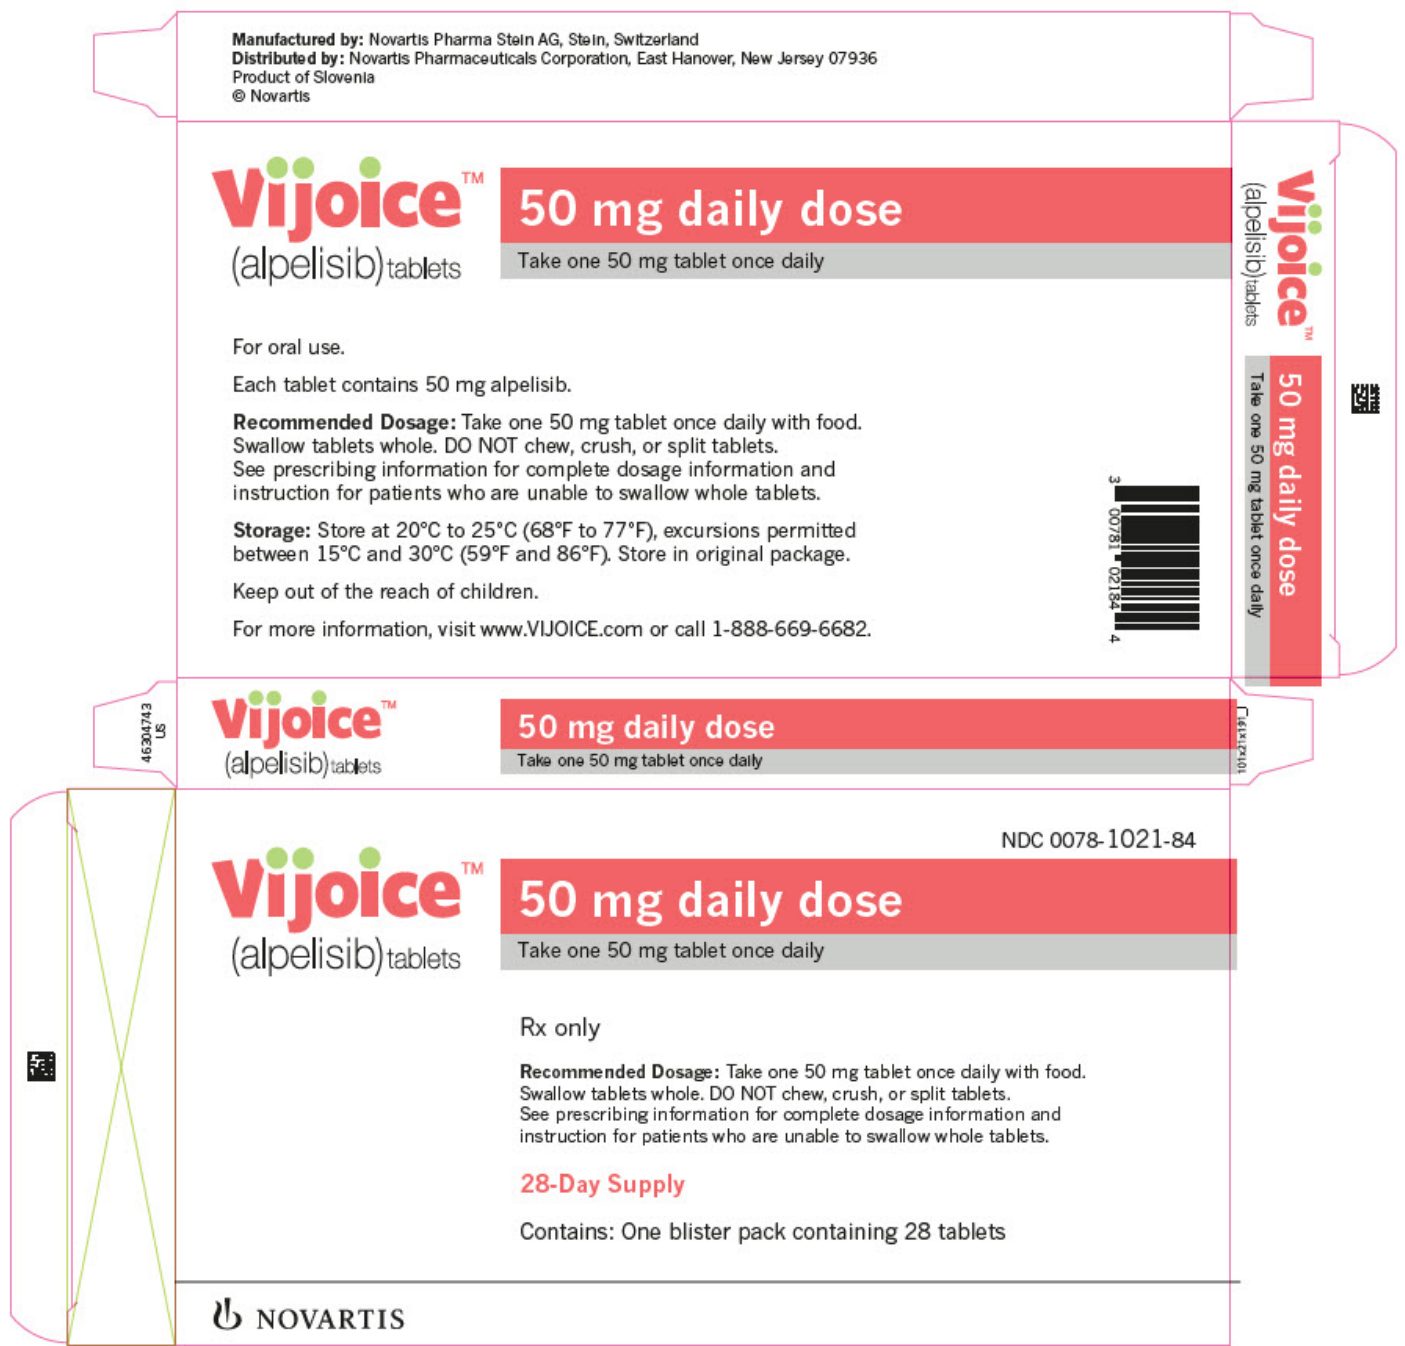 Manufactured by: Novartis Pharma Stein AG, Stein, Switzerland
Distributed by: Novartis Pharmaceuticals Corporation, East Hanover, New Jersey 07936
Product of Slovenia
© Novartis
Vijoice™
(alpelisib) tablets
50 mg daily dose
Take one 50 mg tablet once daily
For oral use.
Each tablet contains 50 mg alpelisib.
Recommended Dosage: Take one 50 mg tablet once daily with food.
Swallow tablets whole. DO NOT chew, crush, or split tablets.
See prescribing information for complete dosage information and
instruction for patients who are unable to swallow whole tablets.
Storage: Store at 20°C to 25°C (68°F to 77°F), excursions permitted
between 15°C and 30°C (59°F and 86°F). Store in original package.
Keep out of the reach of children.
For more information, visit www.VIJOICE.com or call 1-888-669-6682.
3 00781 02184 4
Vijoice™
(alpelisib) tablets
50 mg daily dose
Take one 50 mg tablet once daily
46304743
US
Vijoice™
(alpelisib) tablets
50 mg daily dose
Take one 50 mg tablet once daily
101x21x191
NDC 0078-1021-84
Vijoice™
(alpelisib) tablets
50 mg daily dose
Take one 50 mg tablet once daily
Rx only
Recommended Dosage: Take one 50 mg tablet once daily with food.
Swallow tablets whole. DO NOT chew, crush, or split tablets.
See prescribing information for complete dosage information and
instruction for patients who are unable to swallow whole tablets.
28-Day Supply
Contains: One blister pack containing 28 tablets
NOVARTIS